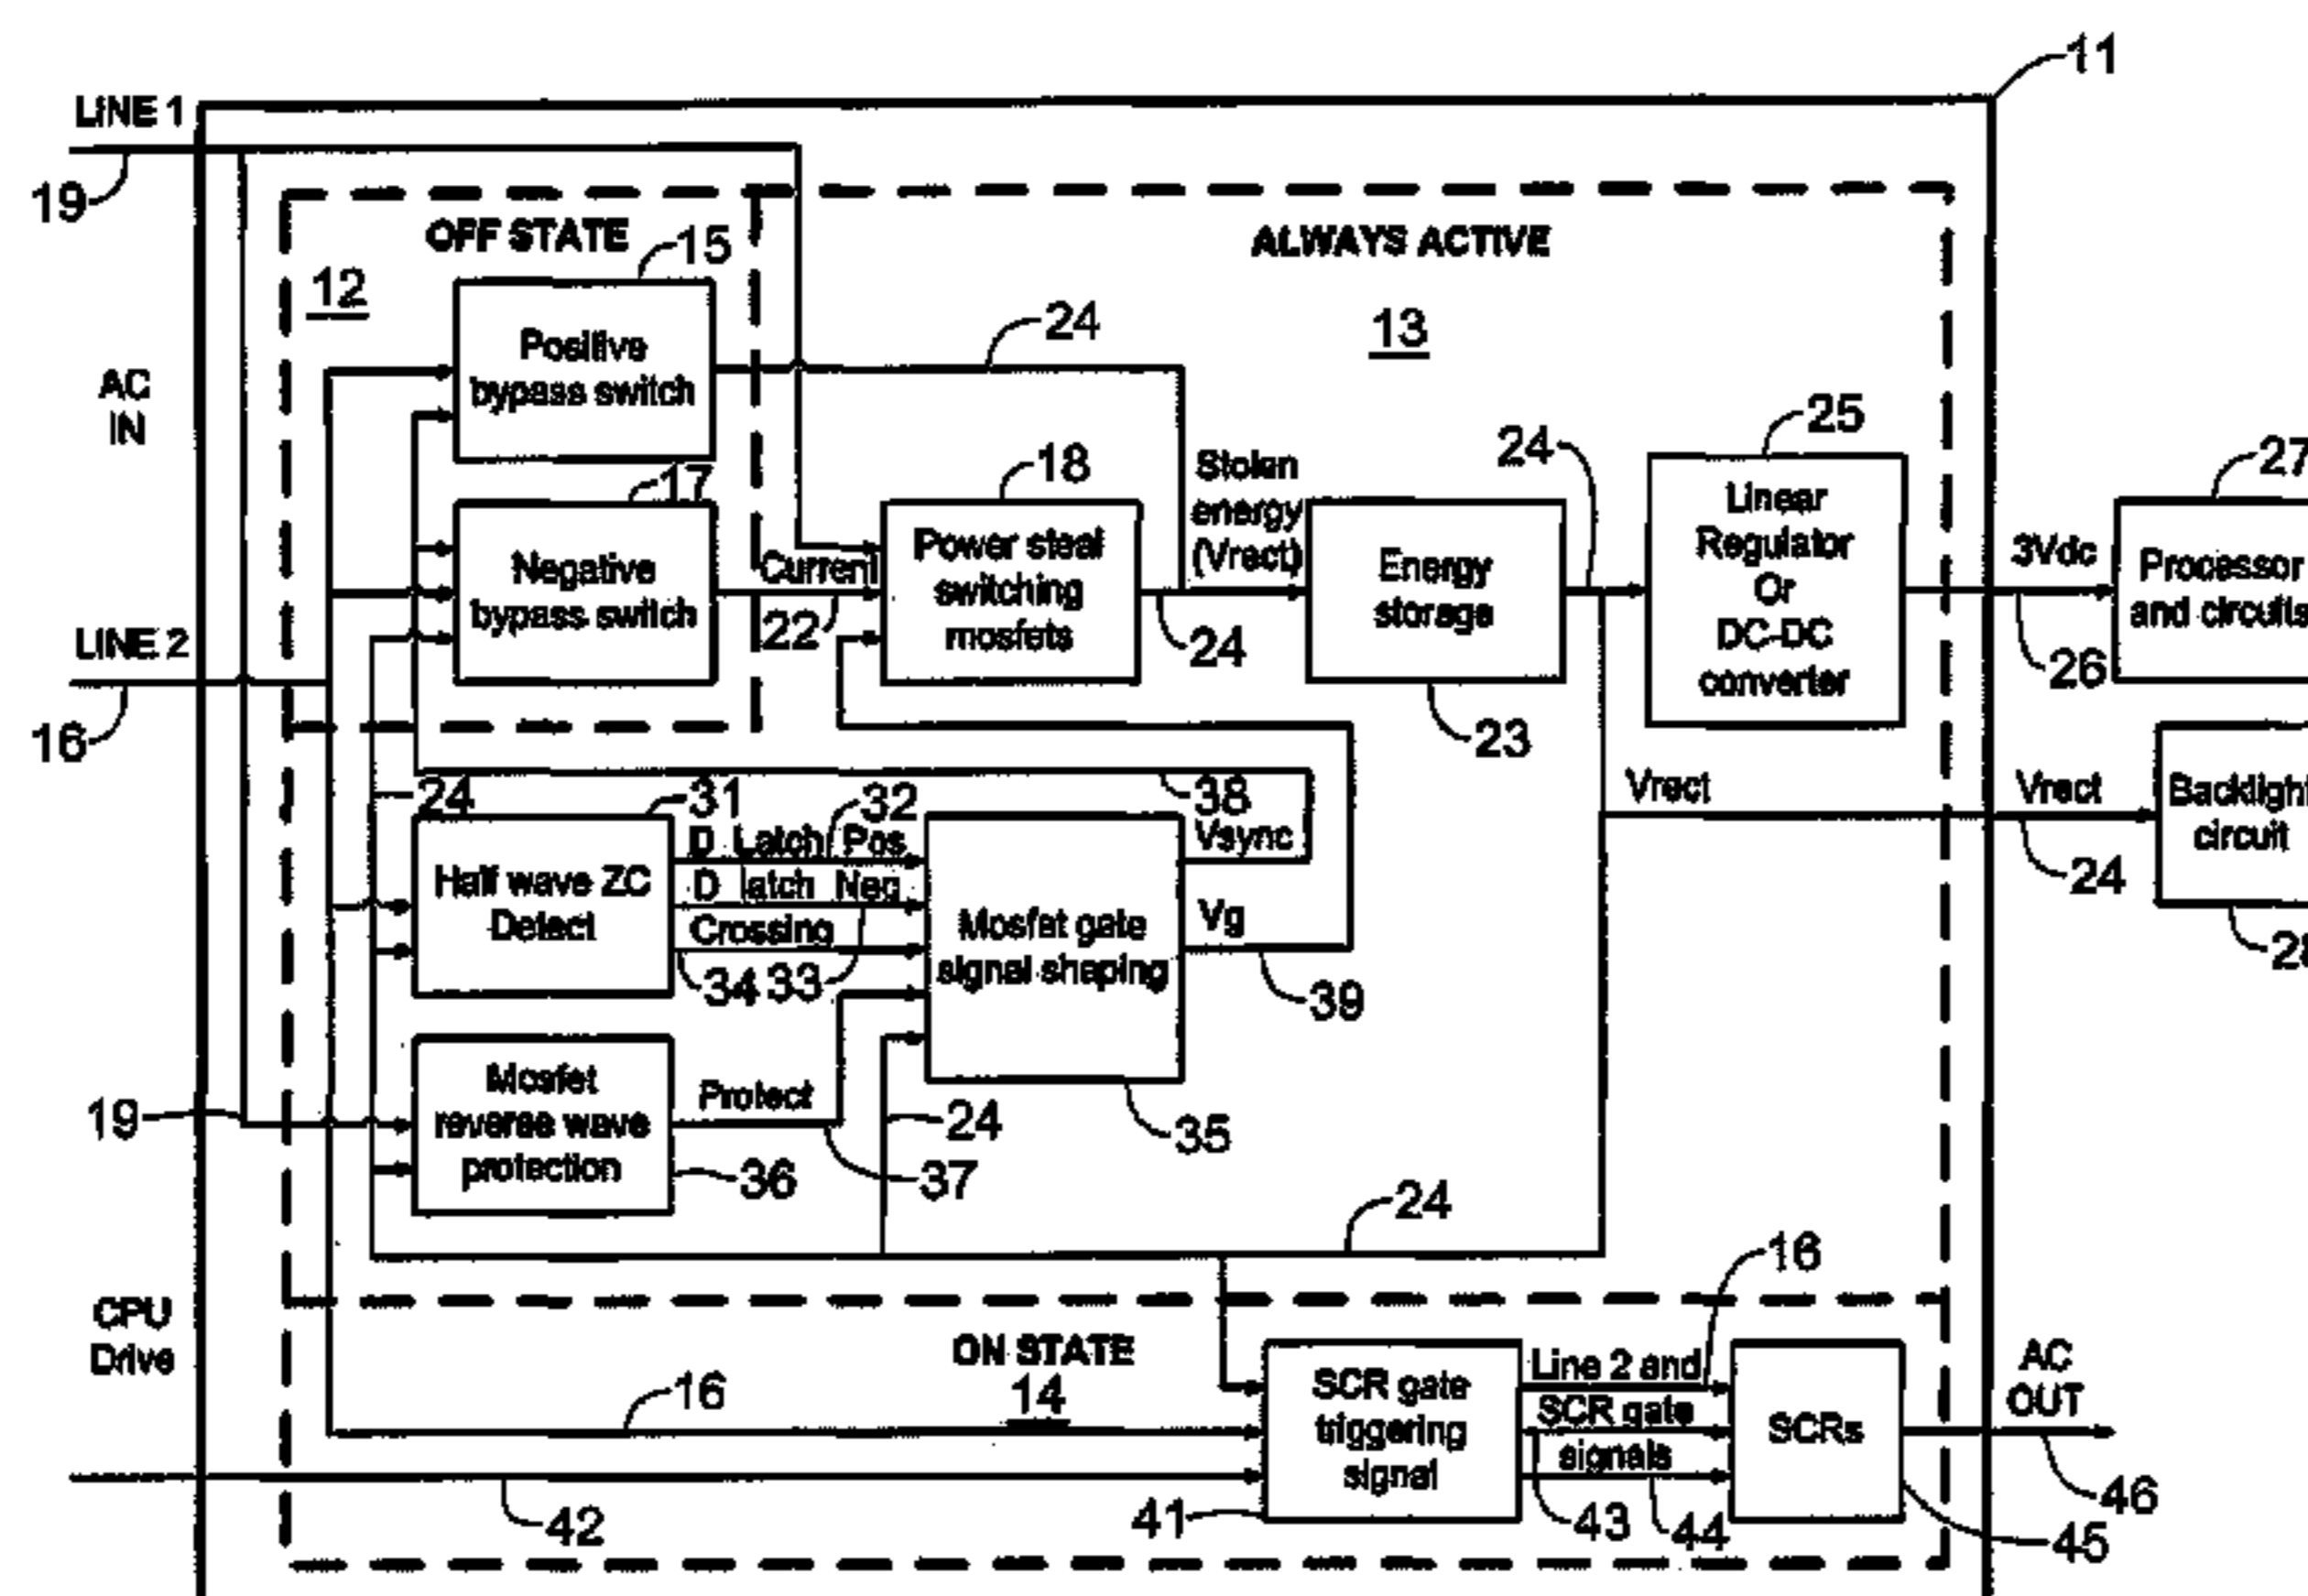 11
LINE 1
19
OFF STATE
15
ALWAYS ACTIVE
12
13
AC
IN
Positive
bypass switch
24
17
18
Stolen
energy
(Vrect)
24
25
27
Negative
bypass switch
Current
22
Power steal
switching
mosfets
24
Energy
storage
23
Linear
Regulator
Or
DC-DC
converter
3Vdc
26
Processor
and circuits
LINE 2
16
24
31
32
38
D Latch Pos
Vsync
Half wave ZC
Detect
D latch Neg
Crossing
34
33
Mosfet gate
signal shaping
Vg
39
Vrect
Vrect
24
Backlight
circuit
19
Mosfet
reverse wave
protection
36
Protect
37
24
35
24
16
CPU
Drive
ON STATE
14
16
42
SCR gate
triggering
signal
41
Line 2 and
SCR gate
signals
43
44
SCRs
45
AC
OUT
46